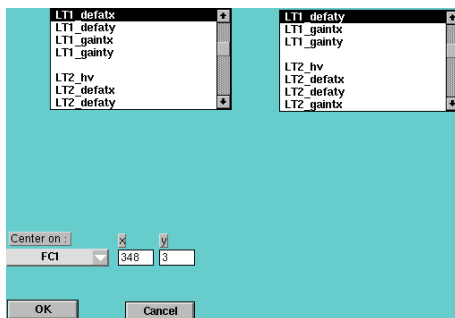 LT1_defatx
LT1_defaty
LT1_gaintx
LT1_gainty
LT2_hv
LT2_defatx
LT2_defaty
LT1_defaty
LT1_gaintx
LT1_gainty
LT2_hv
LT2_defatx
LT2_defaty
LT2_gaintx
Center on :
x
y
FC1
348
3
OK
Cancel